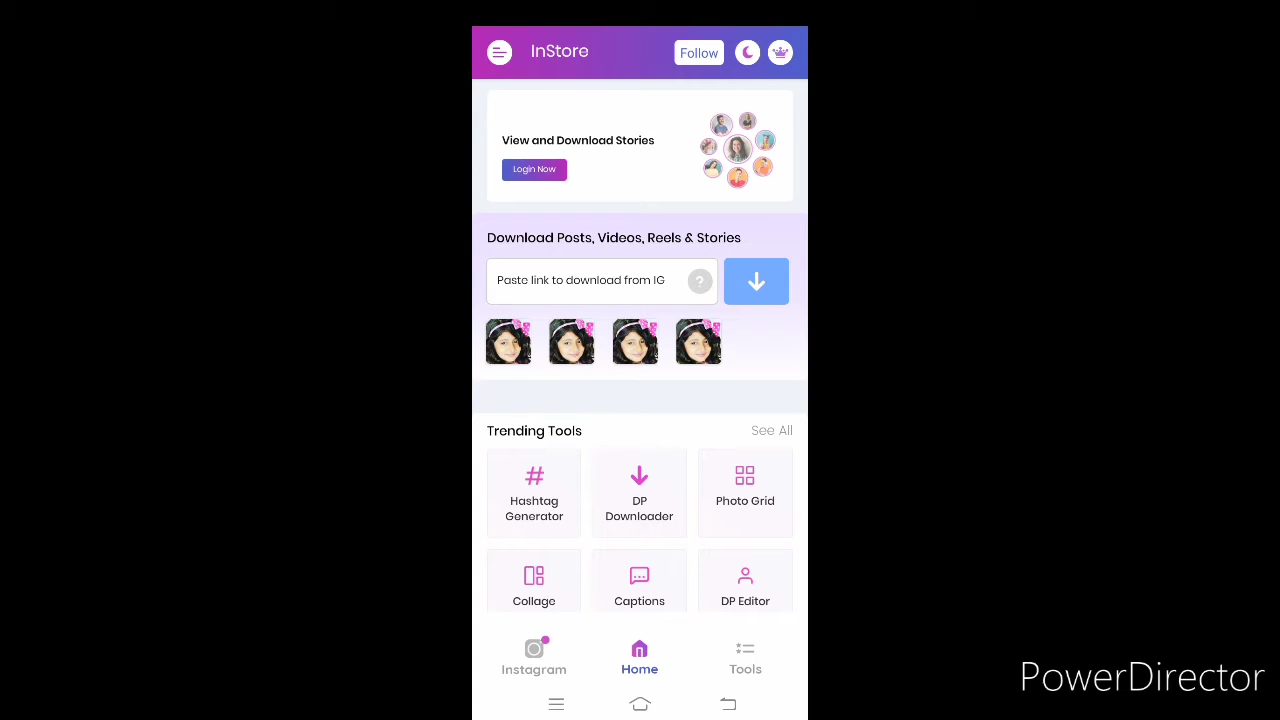 InStore
Follow
View and Download Stories
Login Now
Download Posts, Videos, Reels & Stories
Paste link to download from IG
?
Trending Tools
See All
Hashtag
Generator
DP
Downloader
Photo Grid
Collage
Captions
DP Editor
Instagram
Home
Tools
PowerDirector